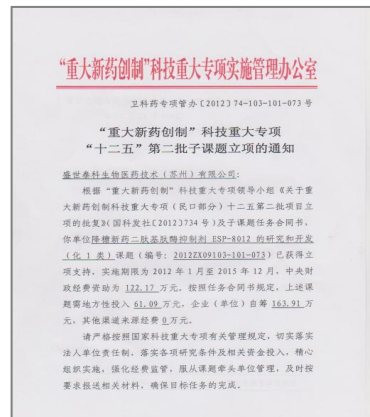 “重大新药创制”科技重大专项实施管理办公室
卫科药专项管办〔2012〕74-103-101-073 号
“重大新药创制”科技重大专项
“十二五”第二批子课题立项的通知
盛世泰科生物医药技术（苏州）有限公司：
根据“重大新药创制”科技重大专项领导小组《关于重
大新药创制科技重大专项（民口部分）十二五第二批项目立
项的批复》（国科发社〔2012〕734号）及子课题任务合同书，
你单位降糖新药二肽基肽酶抑制剂 ESP-8012 的研究和开发
（化 1 类）课题（编号：2012ZX09103-101-073）已获得立
项支持，实施期限为 2012 年 1 月至 2015 年 12 月，中央财
政经费资助为 122.17 万元。按照任务合同书规定，上述课
题需地方性投入 61.09 万元，企业（单位）自筹 163.91 万
元，其他渠道来源经费 0 万元。
请严格按照国家科技重大专项有关管理规定，切实落实
法人单位责任制，落实各项研究条件及相关资金投入，精心
组织实施，强化经费监管，服从课题牵头单位管理，及时按
要求报送相关材料，确保目标任务的完成。